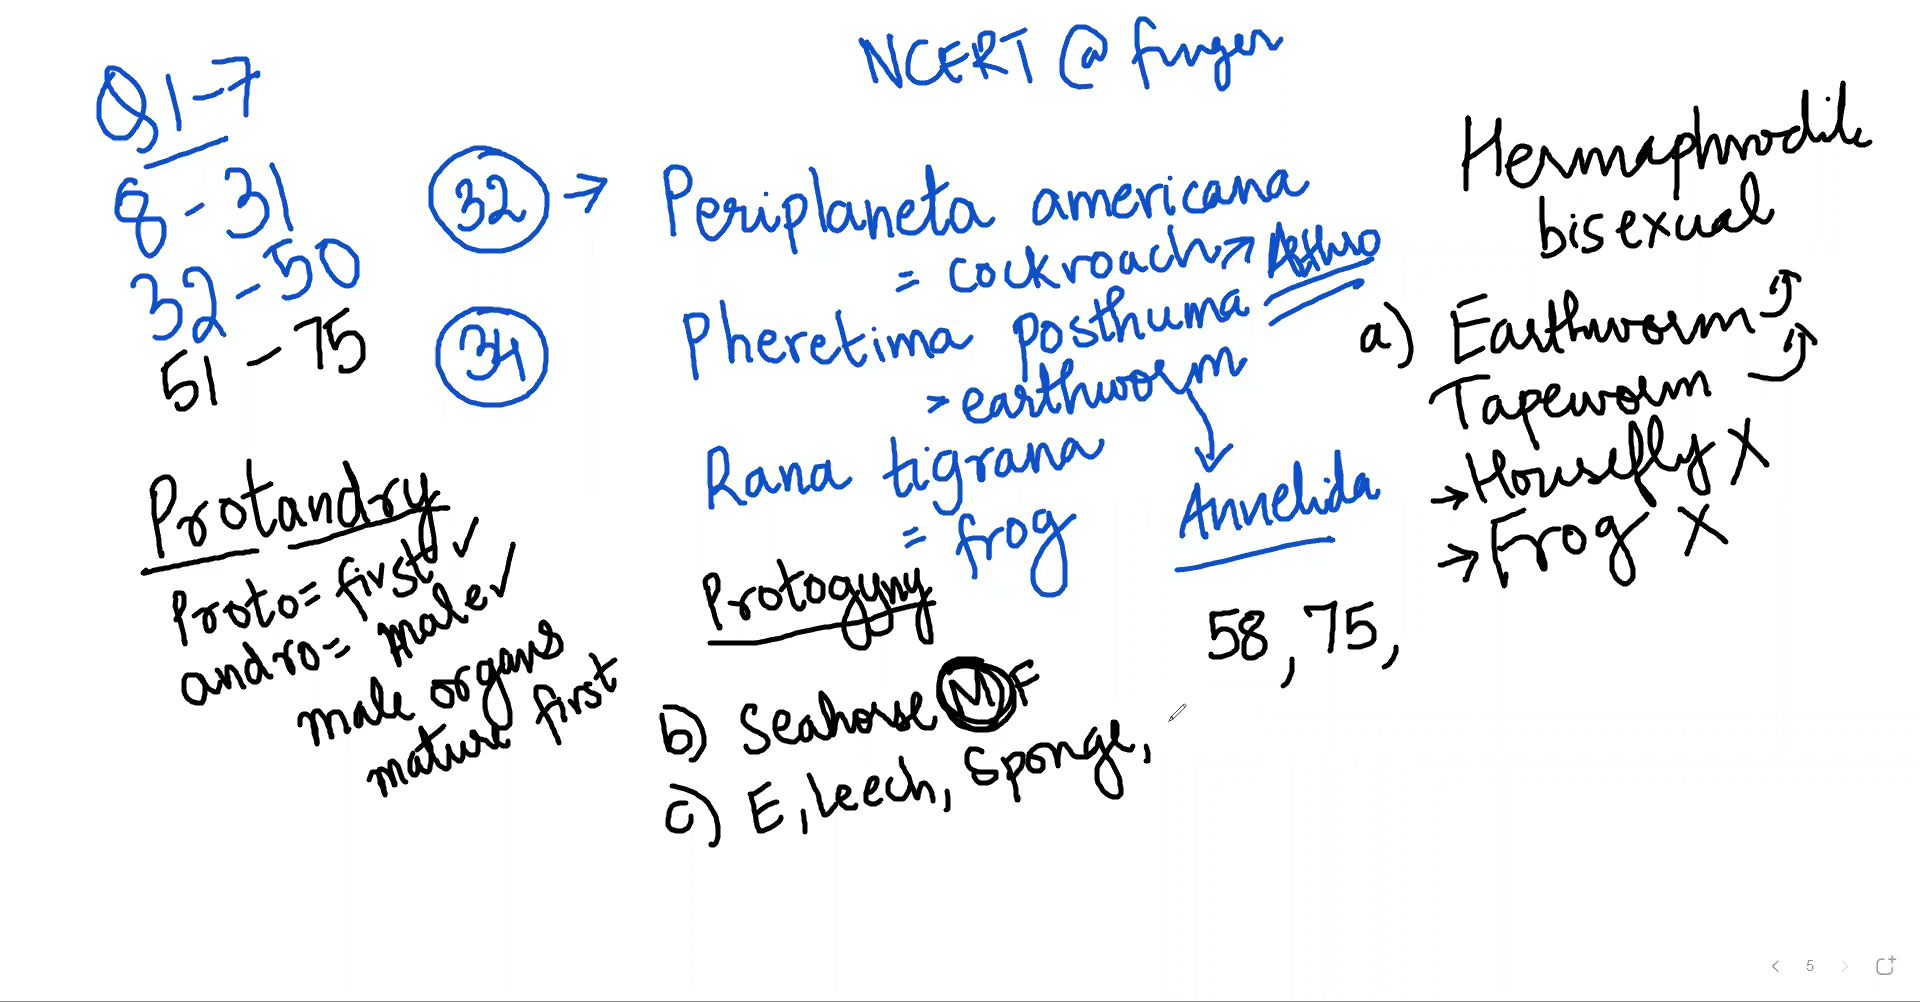 NCERT @ finger
Q1-7
8-31
32-50
51-75
32 → Periplaneta americana
= cockroach → Arthro
34
Pheretima posthuma
> earthworm
Annelida
Rana tigrana
= frog
Hermaphrodite
bisexual
a) Earthworm
Tapeworm
→ Housefly X
→ Frog X
58, 75,
Protandry
Proto = first ✓
andro = male ✓
male organs
mature first
Protogyny
b) Seahorse M F
c) E, leech, Sponge,
5